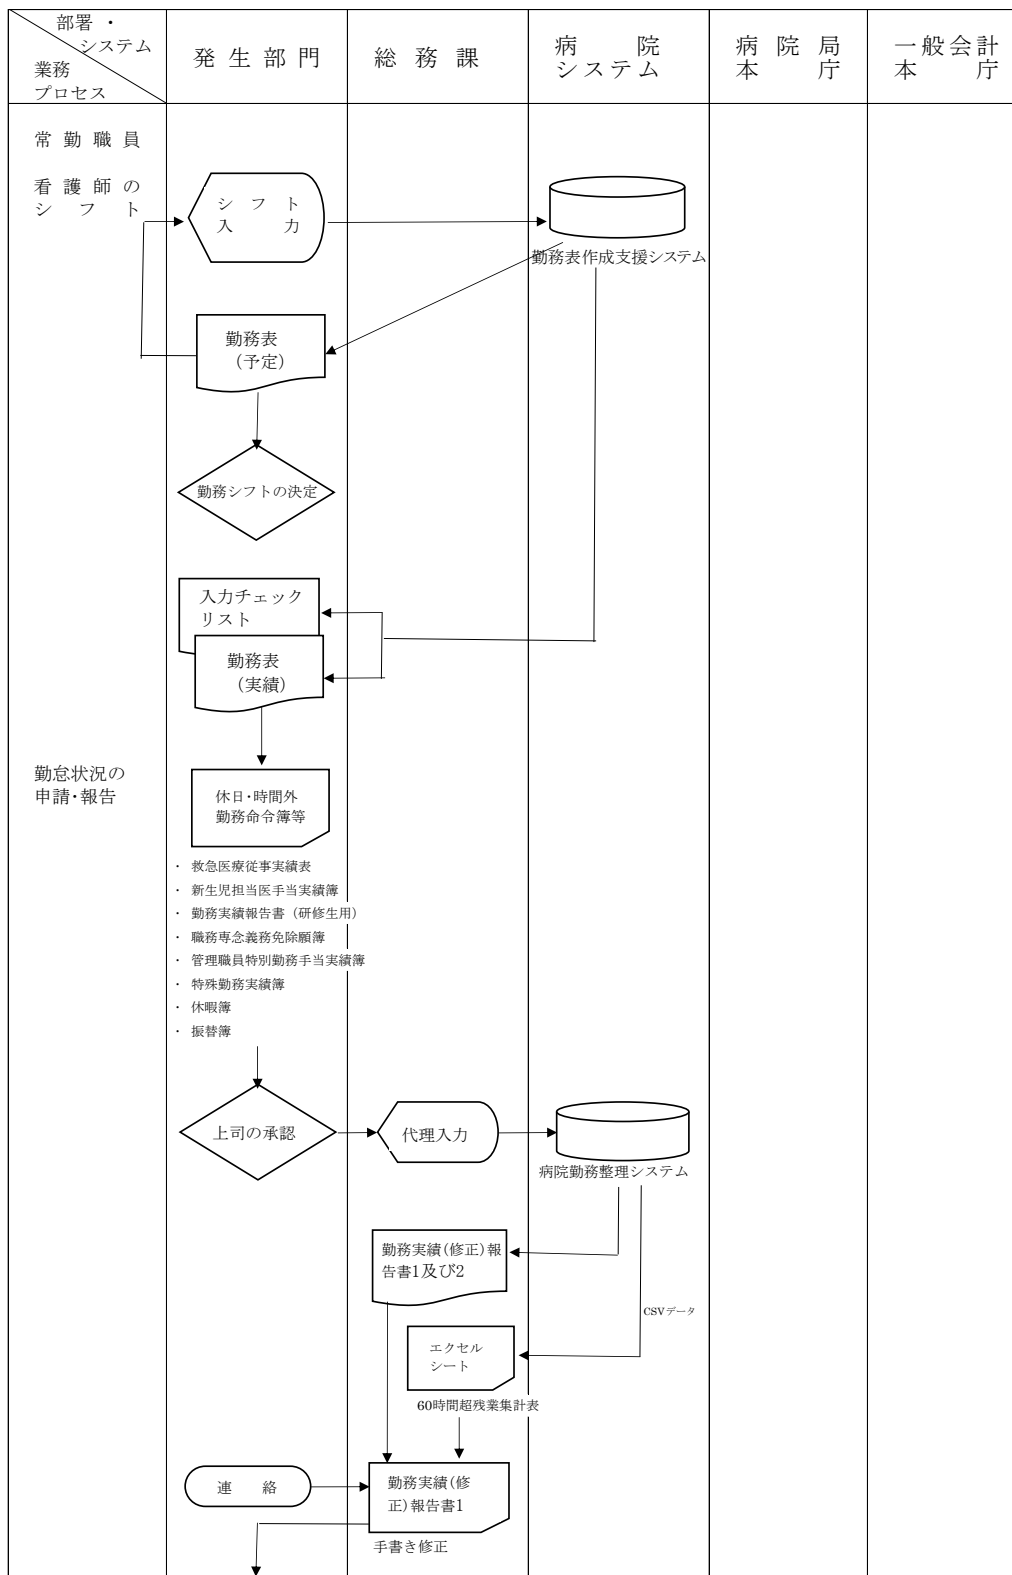 部署・
システム
業務
プロセス
発生部門
総務課
病院
システム
病院局
本庁
一般会計
本庁
常勤職員
看護師の
シフト
シフト
入力
勤務表作成支援システム
勤務表
（予定）
勤務シフトの決定
入力チェック
リスト
勤務表
（実績）
勤怠状況の
申請・報告
休日・時間外
勤務命令簿等
・ 救急医療従事実績表
・ 新生児担当医手当実績簿
・ 勤務実績報告書（研修生用）
・ 職務専念義務免除願簿
・ 管理職員特別勤務手当実績簿
・ 特殊勤務実績簿
・ 休暇簿
・ 振替簿
上司の承認
代理入力
病院勤務整理システム
勤務実績(修正)報
告書1及び2
CSVデータ
エクセル
シート
60時間超残業集計表
連絡
勤務実績(修
正)報告書1
手書き修正